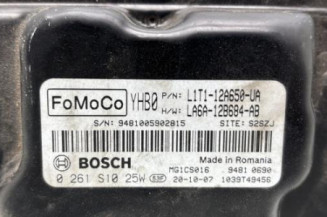 FoMoCo YHB0 P/N: L1T1-12A650-UA
H/W: LA6A-12B684-AB
S/N: 9481005902815 SITE: S2SZJ
BOSCH Made in Romania
MG1CS016 9481 0690
0 261 S10 25W 20-10-07 1039T49456